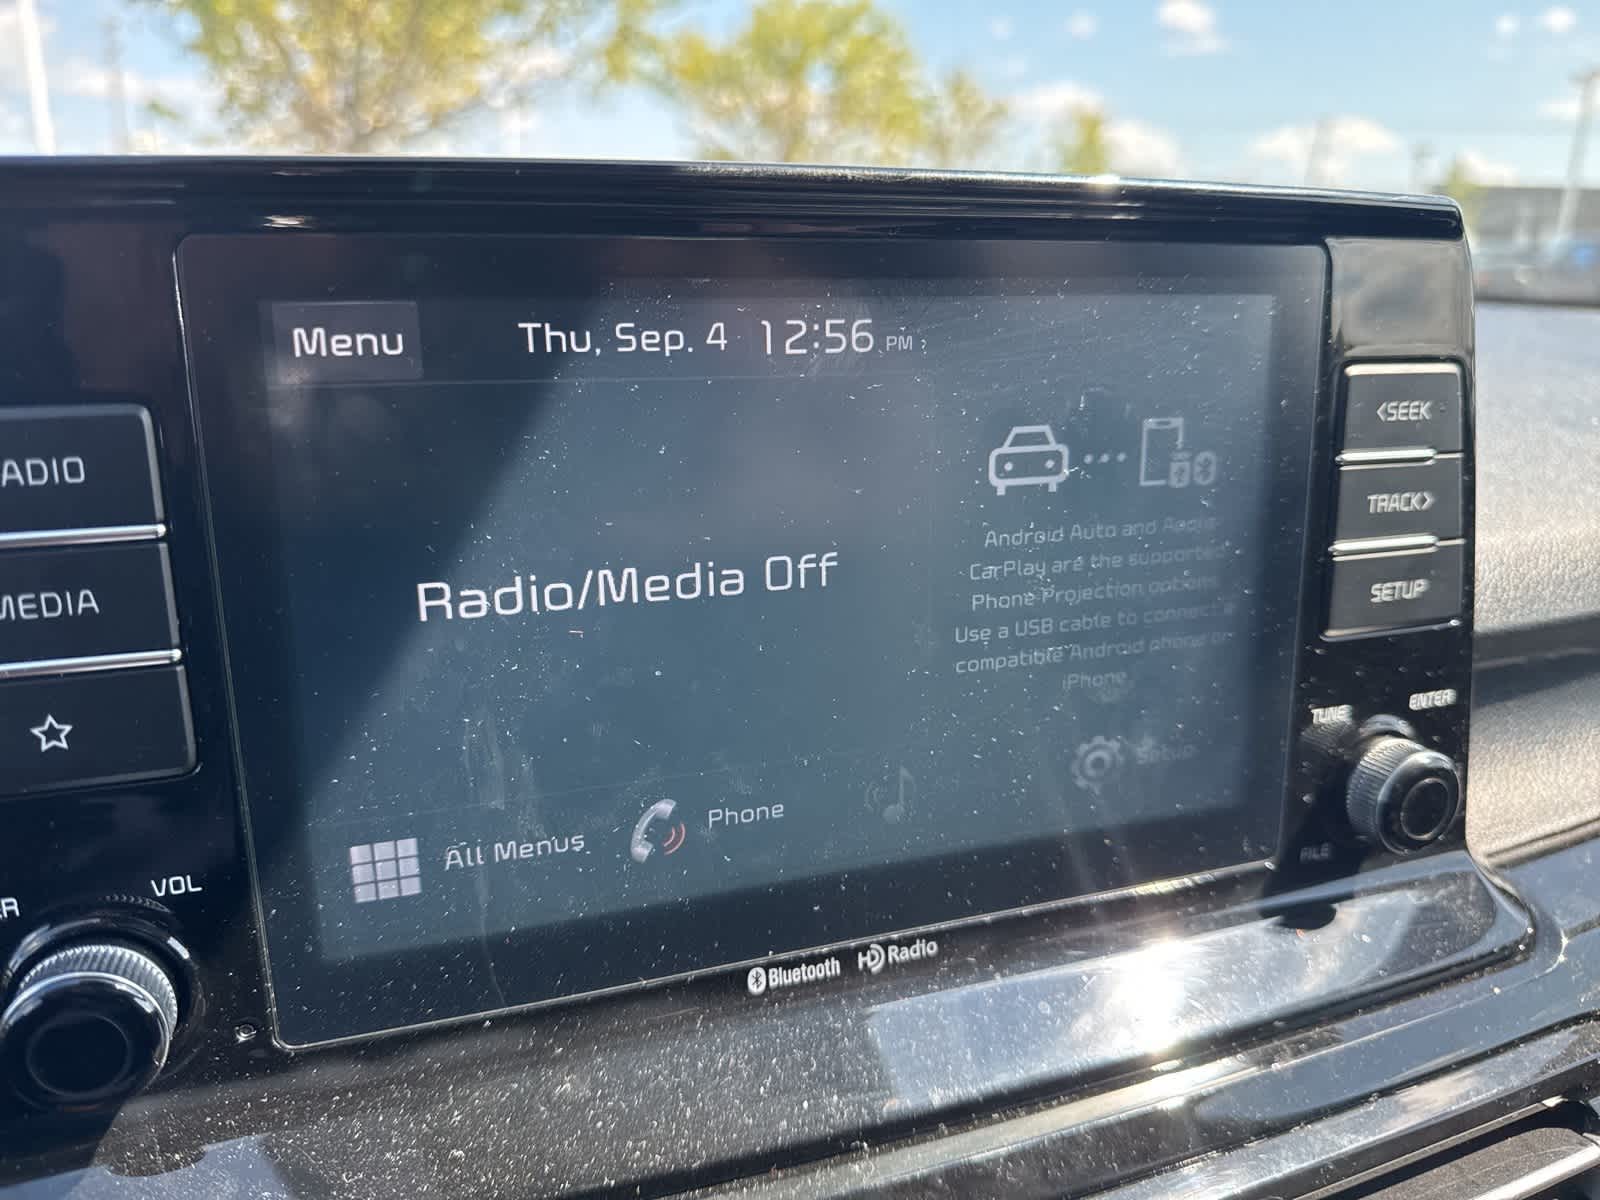 Menu
Thu, Sep. 4 12:56 PM
<SEEK
ADIO
TRACK>
Android Auto and Apple
CarPlay are the supported
Phone Projection options.
Use a USB cable to connect a
compatible Android phone or
iPhone.
Radio/Media Off
SETUP
MEDIA
TUNE
ENTER
Setup
All Menus
Phone
FILE
ER
VOL
Bluetooth
HD Radio